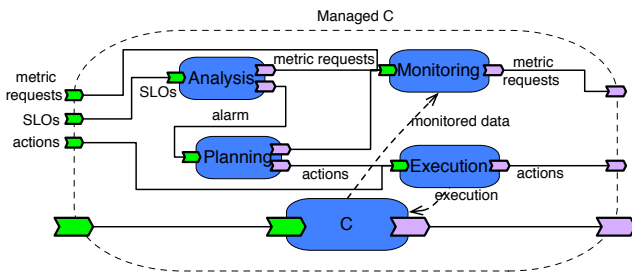 Managed C
metric
requests
SLOs
actions
Analysis
SLOs
metric requests
Monitoring
metric
requests
alarm
monitored data
Planning
actions
Execution
actions
execution
C